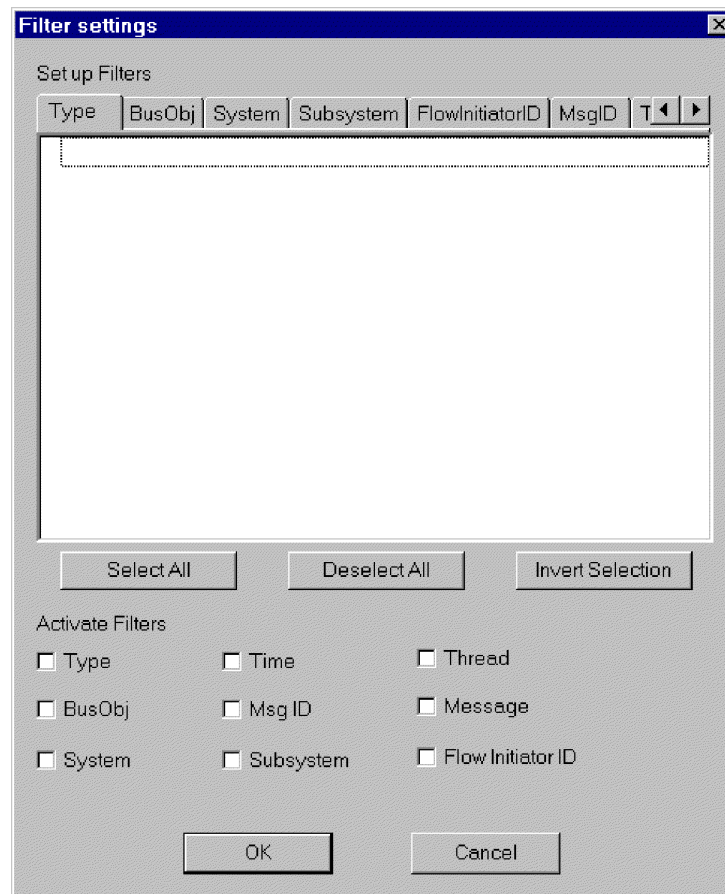 Filter settings
Set up Filters
Type BusObj System Subsystem FlowInitiatorID MsgID T
Select All Deselect All Invert Selection
Activate Filters
Type Time Thread
BusObj Msg ID Message
System Subsystem Flow Initiator ID
OK Cancel